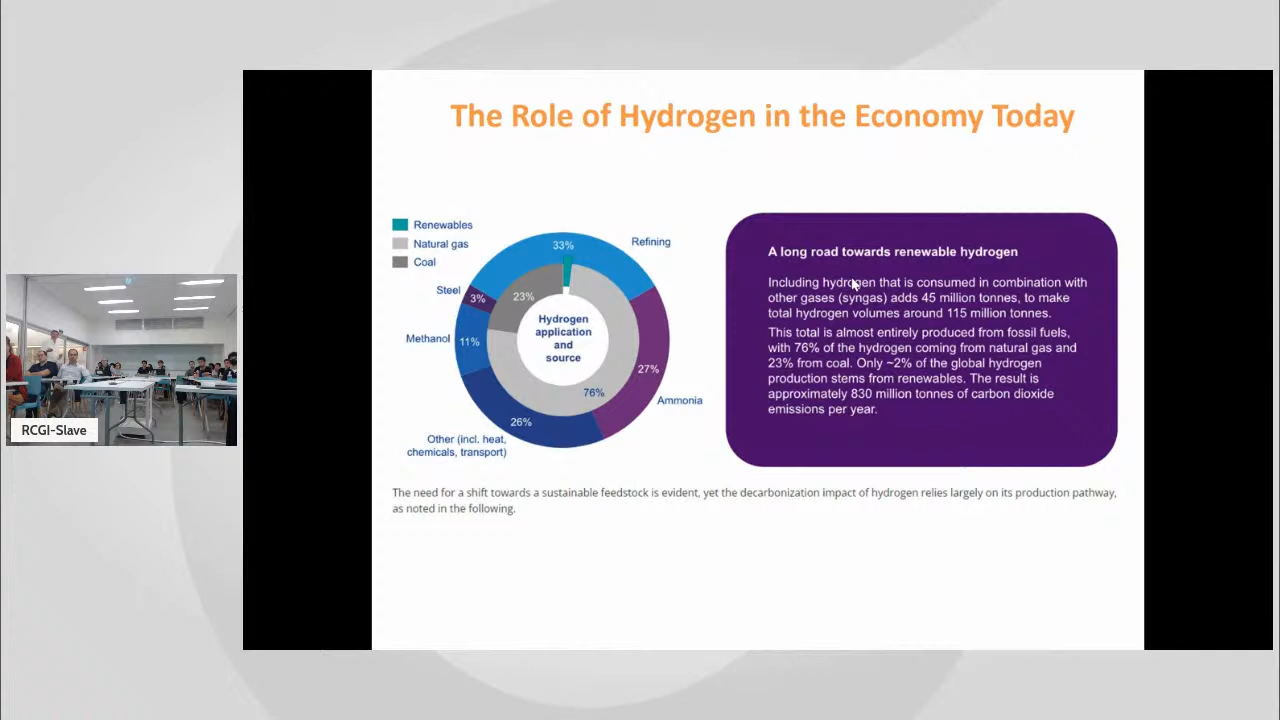 The Role of Hydrogen in the Economy Today
Renewables
Natural gas
Coal
33%
Refining
Steel
3%
23%
Methanol
11%
Hydrogen
application
and
source
27%
76%
Ammonia
26%
Other (incl. heat,
chemicals, transport)
A long road towards renewable hydrogen
Including hydrogen that is consumed in combination with
other gases (syngas) adds 45 million tonnes, to make
total hydrogen volumes around 115 million tonnes.
This total is almost entirely produced from fossil fuels,
with 76% of the hydrogen coming from natural gas and
23% from coal. Only ~2% of the global hydrogen
production stems from renewables. The result is
approximately 830 million tonnes of carbon dioxide
emissions per year.
The need for a shift towards a sustainable feedstock is evident, yet the decarbonization impact of hydrogen relies largely on its production pathway,
as noted in the following.
RCGI-Slave